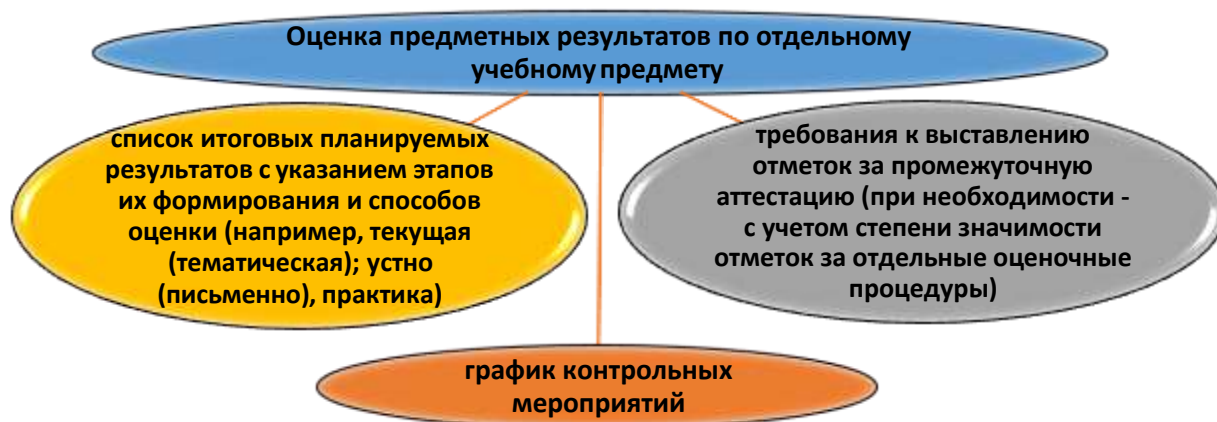 Оценка предметных результатов по отдельному
учебному предмету
список итоговых планируемых
результатов с указанием этапов
их формирования и способов
оценки (например, текущая
(тематическая); устно
(письменно), практика)
требования к выставлению
отметок за промежуточную
аттестацию (при необходимости -
с учетом степени значимости
отметок за отдельные оценочные
процедуры)
график контрольных
мероприятий